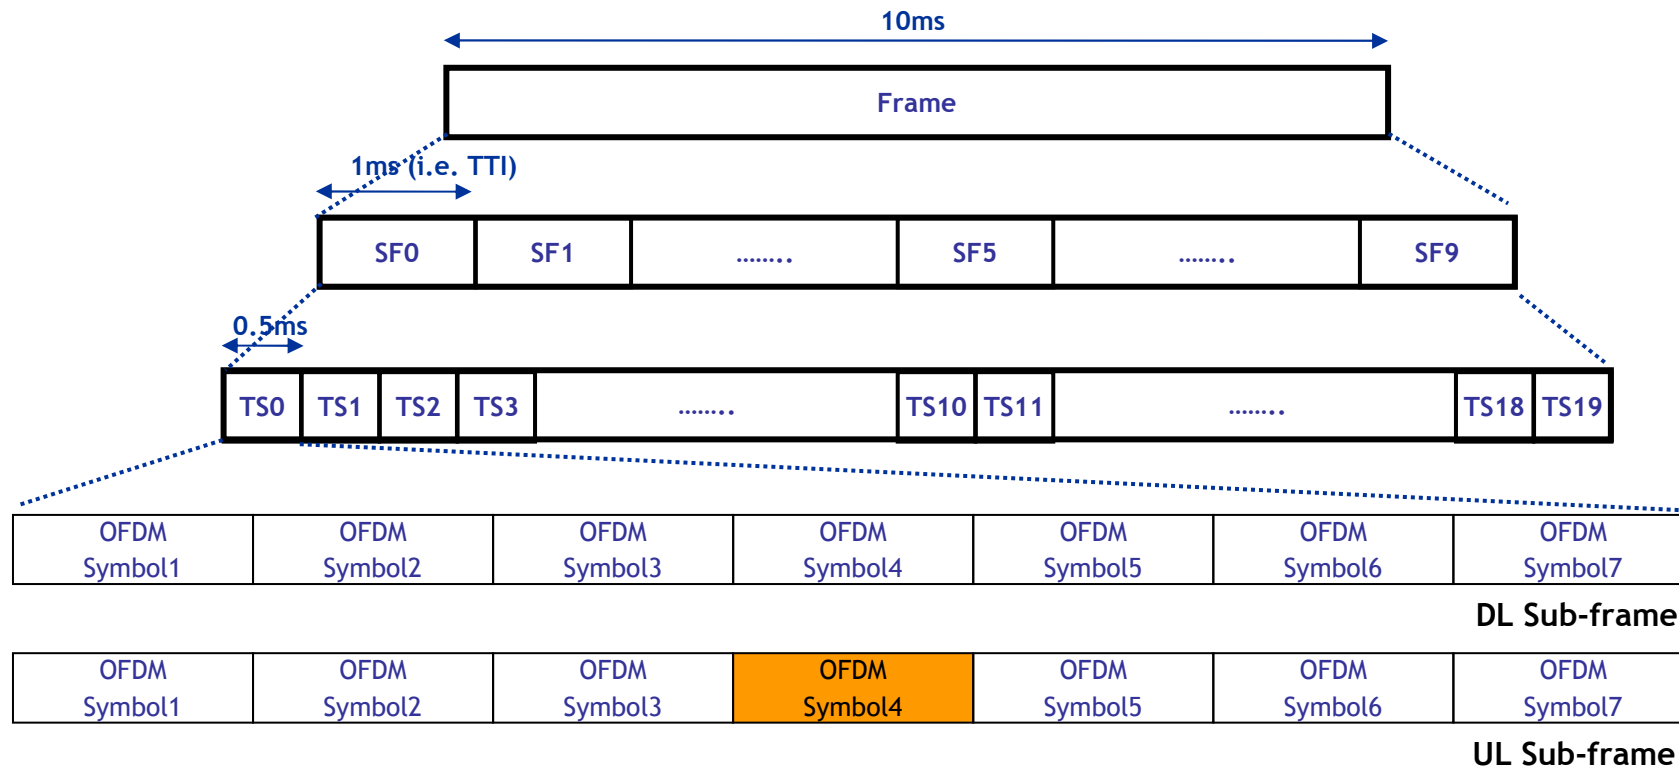 10ms
Frame
1ms (i.e. TTI)
SF0 SF1 …….. SF5 …….. SF9
0.5ms
TS0 TS1 TS2 TS3 …….. TS10 TS11 …….. TS18 TS19
OFDM OFDM OFDM OFDM OFDM OFDM OFDM
Symbol1 Symbol2 Symbol3 Symbol4 Symbol5 Symbol6 Symbol7
DL Sub-frame
OFDM OFDM OFDM OFDM OFDM OFDM OFDM
Symbol1 Symbol2 Symbol3 Symbol4 Symbol5 Symbol6 Symbol7
UL Sub-frame